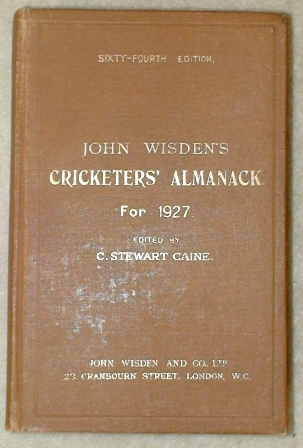 SIXTY-FOURTH EDITION.
JOHN WISDEN'S
CRICKETERS' ALMANACK.
For 1927.
EDITED BY
C. STEWART CAINE.
JOHN WISDEN AND CO., LTD
23 CRANBOURN STREET, LONDON, W.C.